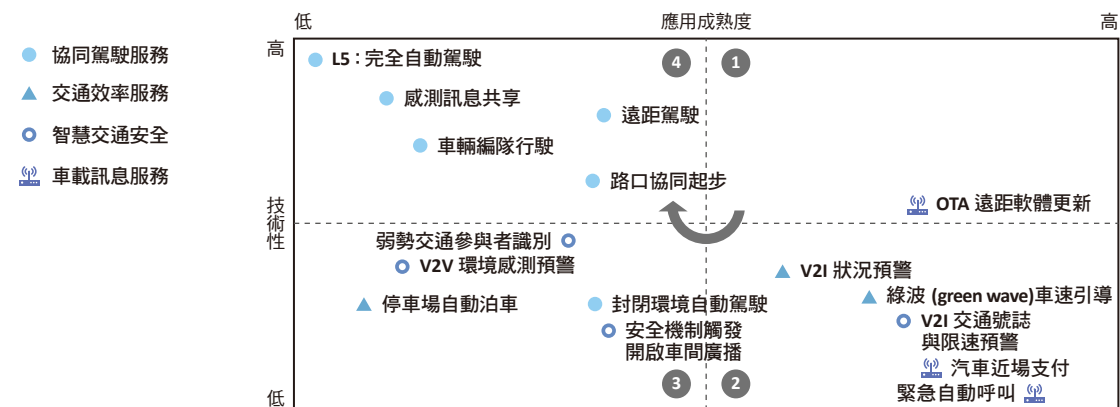 低
應用成熟度
高
協同駕駛服務
交通效率服務
智慧交通安全
車載訊息服務
高
技術性
低
L5：完全自動駕駛
4
1
感測訊息共享
遠距駕駛
車輛編隊行駛
路口協同起步
OTA 遠距軟體更新
弱勢交通參與者識別
V2V 環境感測預警
V2I 狀況預警
停車場自動泊車
封閉環境自動駕駛
綠波 (green wave)車速引導
安全機制觸發
開啟車間廣播
V2I 交通號誌
與限速預警
汽車近場支付
3
2
緊急自動呼叫